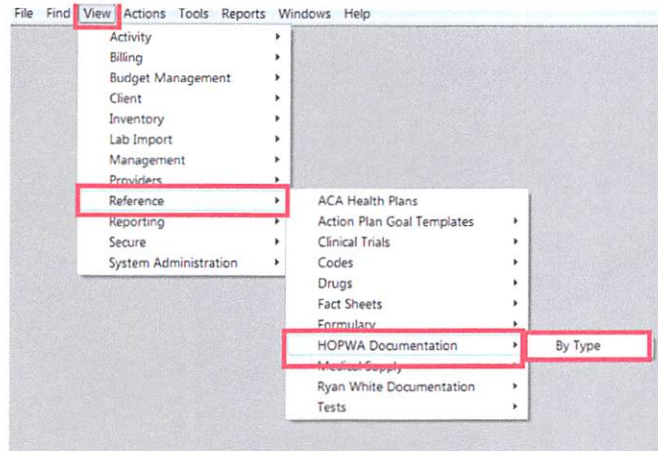 File Find View Actions Tools Reports Windows Help
Activity
Billing
Budget Management
Client
Inventory
Lab Import
Management
Providers
Reference
Reporting
Secure
System Administration
ACA Health Plans
Action Plan Goal Templates
Clinical Trials
Codes
Drugs
Fact Sheets
Formulary
HOPWA Documentation
By Type
Medical Supply
Ryan White Documentation
Tests